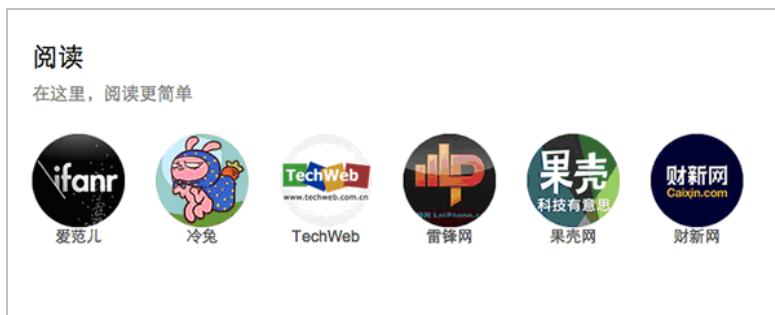 阅读
在这里，阅读更简单
ifanr
TechWeb
www.techweb.com.cn
LeiPhone.c
果壳
科技有意思
财新网
Caixin.com
爱范儿
冷兔
TechWeb
雷锋网
果壳网
财新网